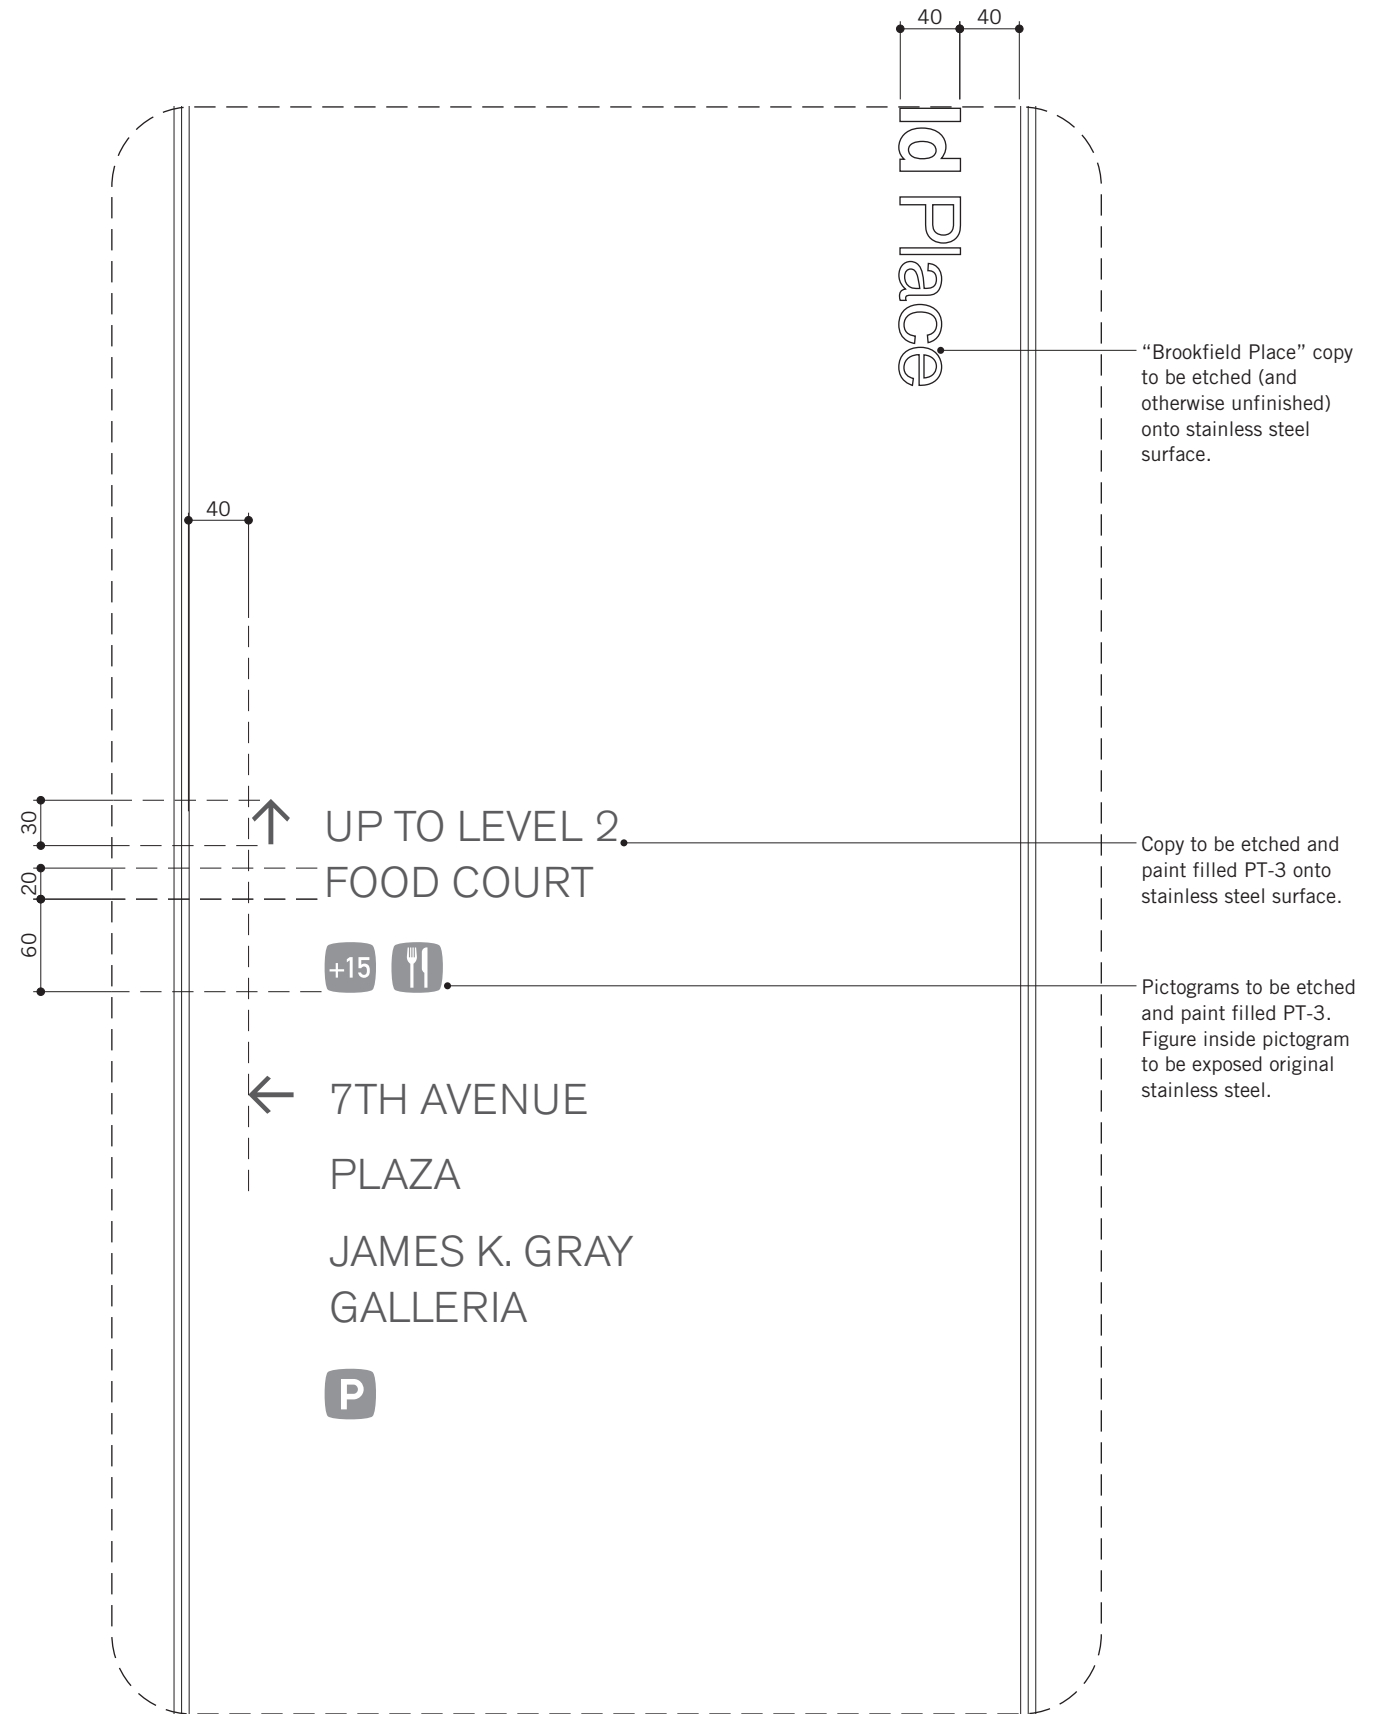 40 40
ld Place
“Brookfield Place” copy
to be etched (and
otherwise unfinished)
onto stainless steel
surface.
40
30
UP TO LEVEL 2
Copy to be etched and
paint filled PT-3 onto
stainless steel surface.
20
FOOD COURT
60
+15
Pictograms to be etched
and paint filled PT-3.
Figure inside pictogram
to be exposed original
stainless steel.
7TH AVENUE
PLAZA
JAMES K. GRAY
GALLERIA
P